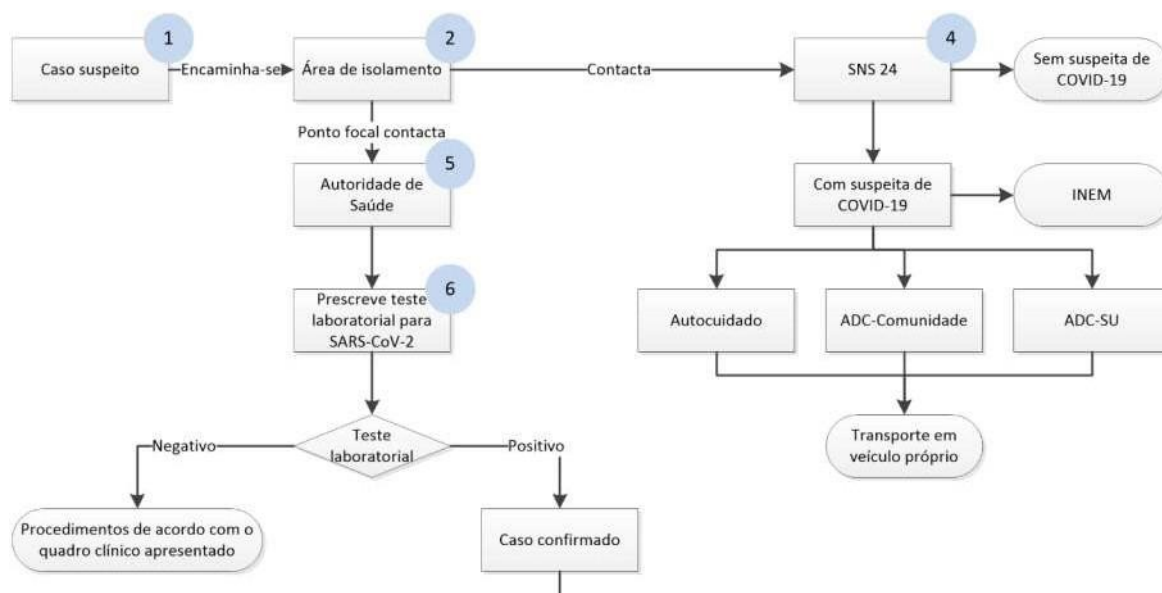 1
2
4
Caso suspeito
Encaminha-se
Área de isolamento
Contacta
SNS 24
Sem suspeita de
COVID-19
Ponto focal contacta
5
Autoridade de
Saúde
Com suspeita de
COVID-19
INEM
6
Prescreve teste
laboratorial para
SARS-CoV-2
Autocuidado
ADC-Comunidade
ADC-SU
Negativo
Teste
laboratorial
Positivo
Transporte em
veículo próprio
Procedimentos de acordo com o
quadro clínico apresentado
Caso confirmado